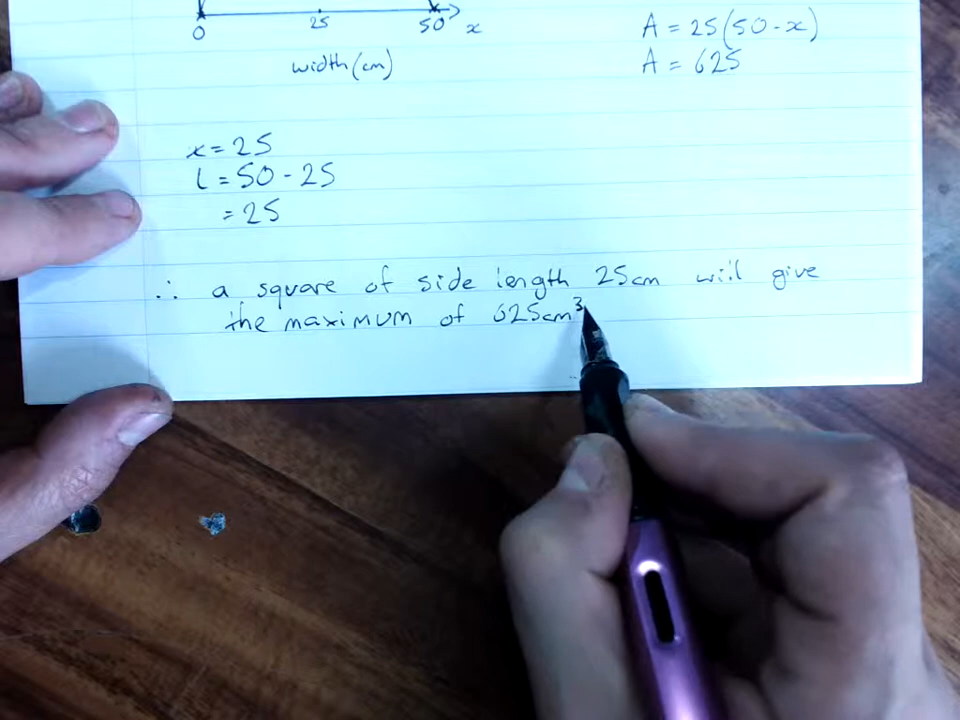 0 25 50 x
width (cm)
A = 25(50-x)
A = 625
x = 25
l = 50 - 25
= 25
∴ a square of side length 25cm will give
the maximum of 625cm³